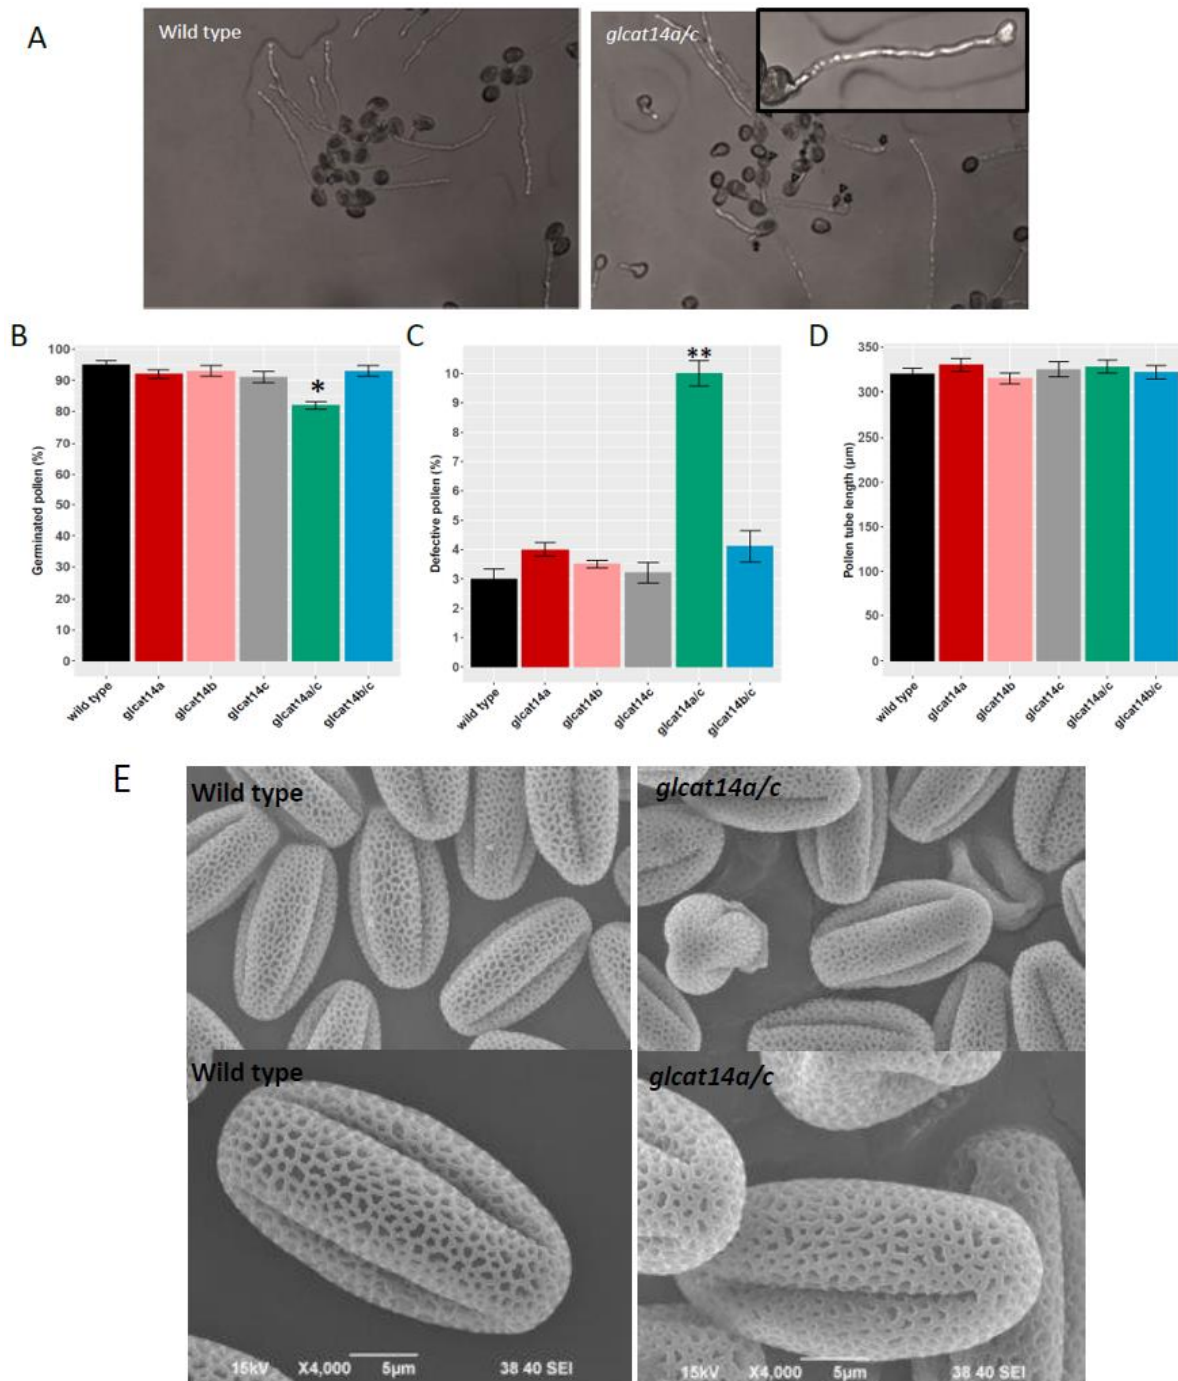 A
Wild type
glcat14a/c
B
C
D
Germinated pollen (%)
100
90
80
70
60
50
40
30
20
10
0
*
wild type
glcat14a
glcat14b
glcat14c
glcat14a/c
glcat14b/c
Defective pollen (%)
10
9
8
7
6
5
4
3
2
1
0
**
wild type
glcat14a
glcat14b
glcat14c
glcat14a/c
glcat14b/c
Pollen tube length (µm)
350
300
250
200
150
100
50
0
wild type
glcat14a
glcat14b
glcat14c
glcat14a/c
glcat14b/c
E
Wild type
glcat14a/c
Wild type
glcat14a/c
15kV X4,000 5µm 38 40 SEI
15kV X4,000 5µm 38 40 SEI